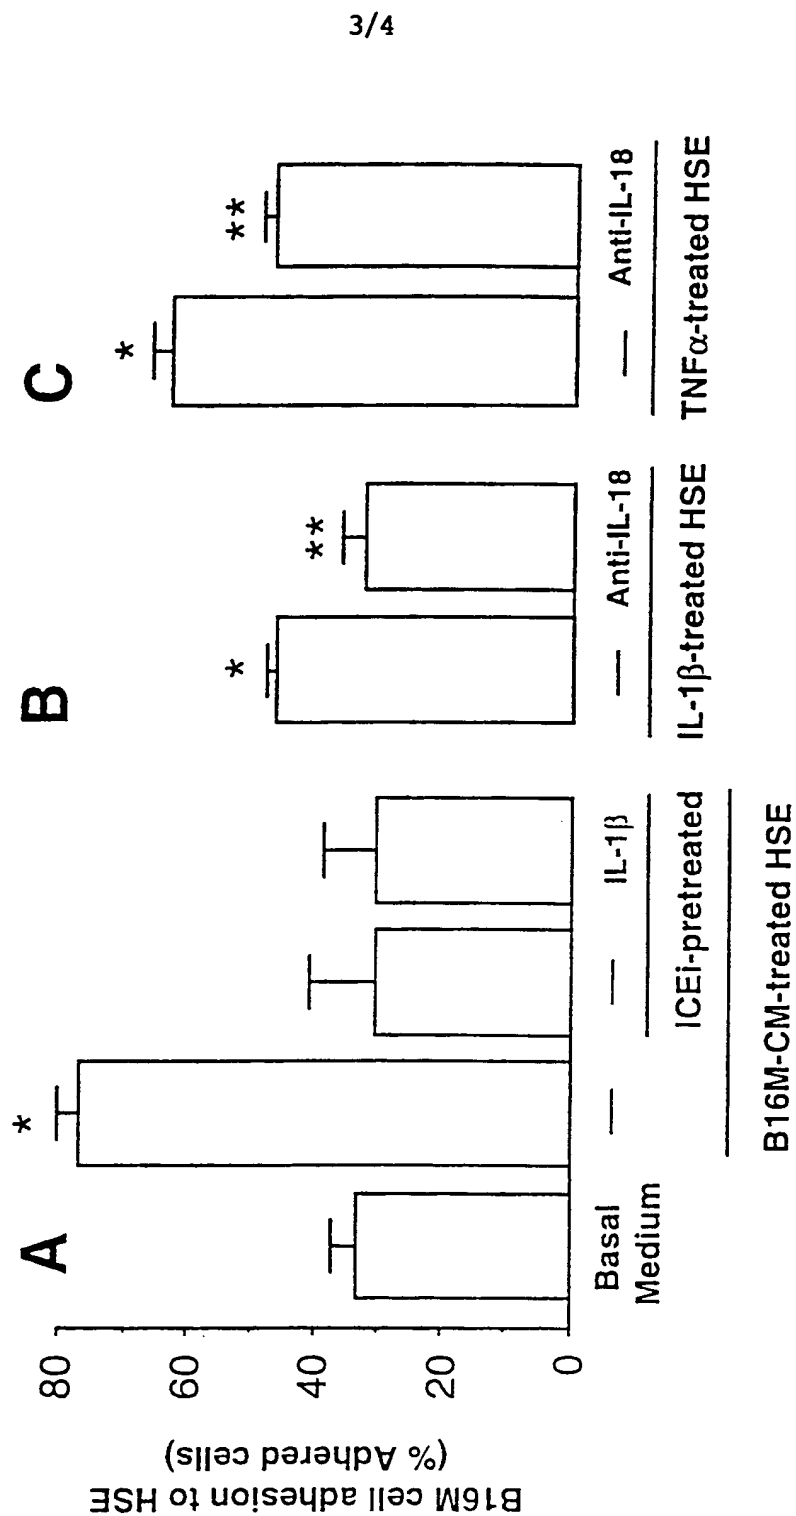 3/4
A
B
C
B16M cell adhesion to HSE
(% Adhered cells)
80
60
40
20
0
*
*
**
*
**
Basal
Medium
—
—
IL-1β
ICEi-pretreated
B16M-CM-treated HSE
—
Anti-IL-18
IL-1β-treated HSE
—
Anti-IL-18
TNFα-treated HSE